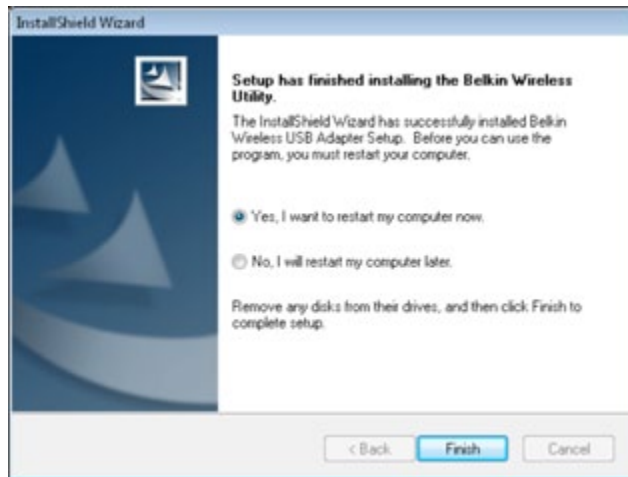 InstallShield Wizard
Setup has finished installing the Belkin Wireless
Utility.
The InstallShield Wizard has successfully installed Belkin
Wireless USB Adapter Setup. Before you can use the
program, you must restart your computer.
Yes, I want to restart my computer now.
No, I will restart my computer later.
Remove any disks from their drives, and then click Finish to
complete setup.
< Back Finish Cancel